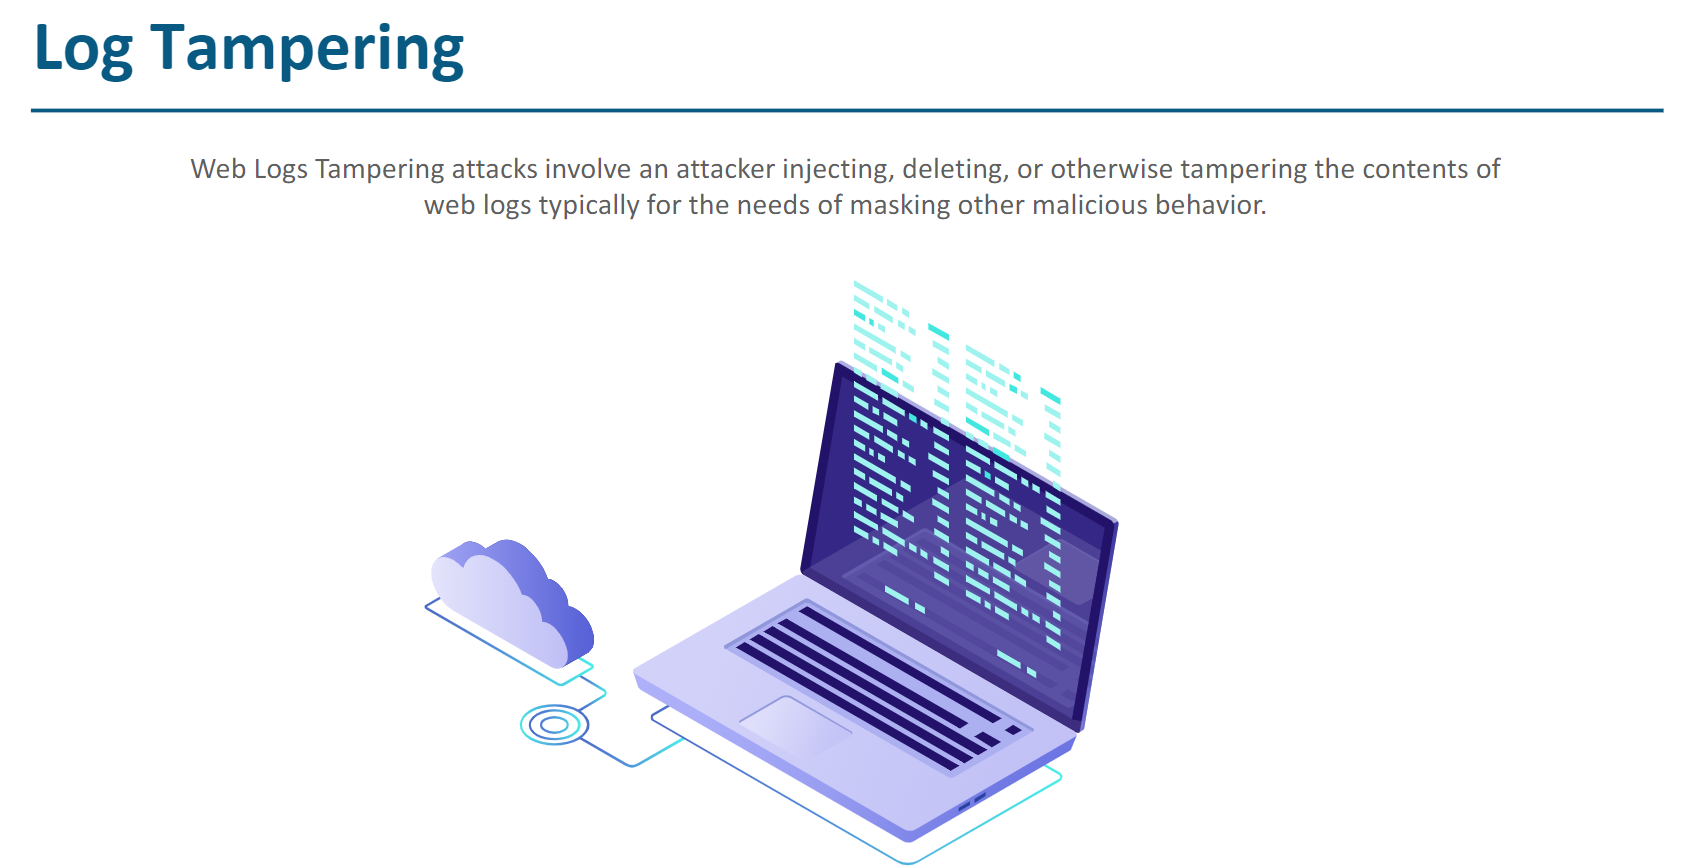 Log Tampering
Web Logs Tampering attacks involve an attacker injecting, deleting, or otherwise tampering the contents of
web logs typically for the needs of masking other malicious behavior.